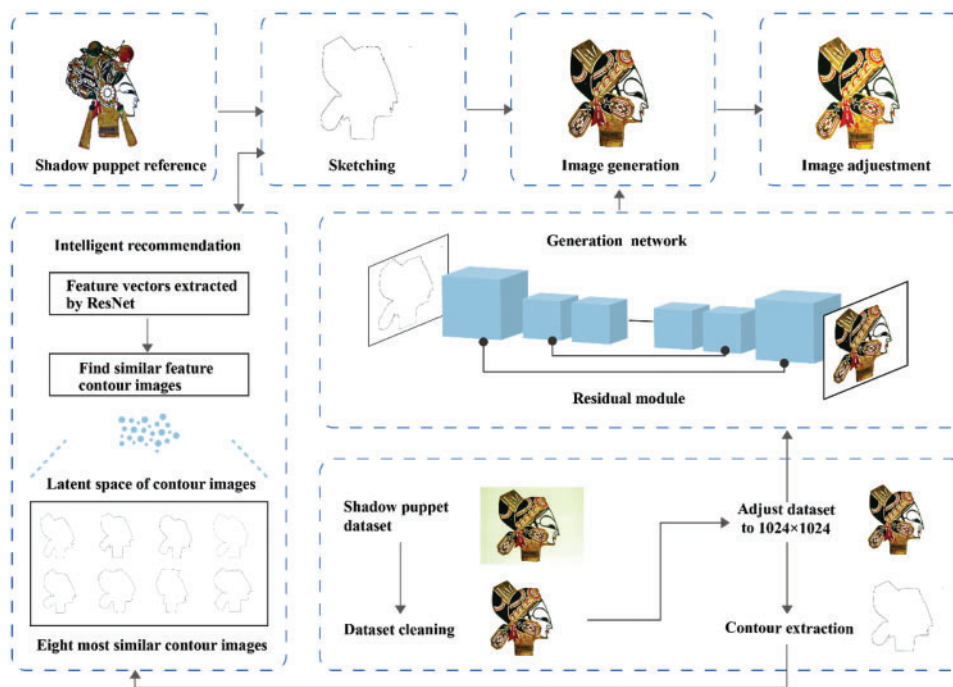 Shadow puppet reference
Sketching
Image generation
Image adjuestment
Intelligent recommendation
Feature vectors extracted
by ResNet
Find similar feature
contour images
Latent space of contour images
Eight most similar contour images
Generation network
Residual module
Shadow puppet
dataset
Dataset cleaning
Adjust dataset
to 1024×1024
Contour extraction